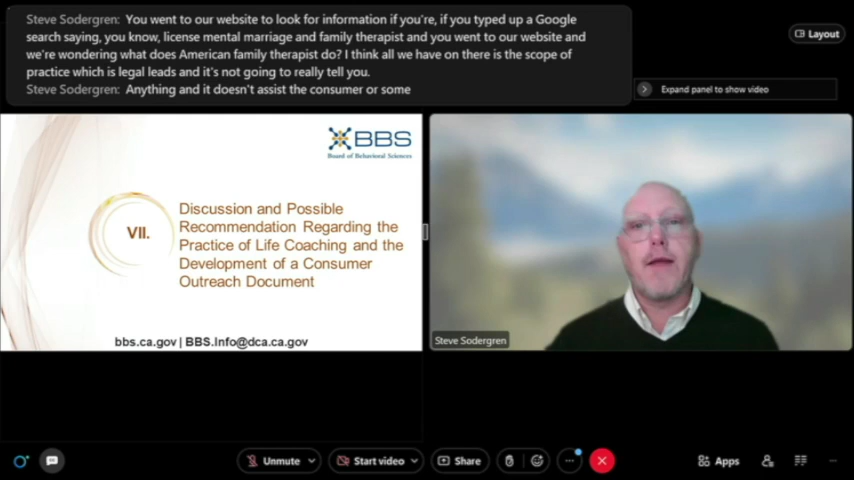 Steve Sodergren: You went to our website to look for information if you're, if you typed up a Google
search saying, you know, license mental marriage and family therapist and you went to our website and
we're wondering what does American family therapist do? I think all we have on there is the scope of
practice which is legal leads and it's not going to really tell you.
Steve Sodergren: Anything and it doesn't assist the consumer or some
Layout
Expand panel to show video
BBS
Board of Behavioral Sciences
VII.
Discussion and Possible
Recommendation Regarding the
Practice of Life Coaching and the
Development of a Consumer
Outreach Document
bbs.ca.gov | BBS.Info@dca.ca.gov
Steve Sodergren
Unmute
Start video
Share
Apps